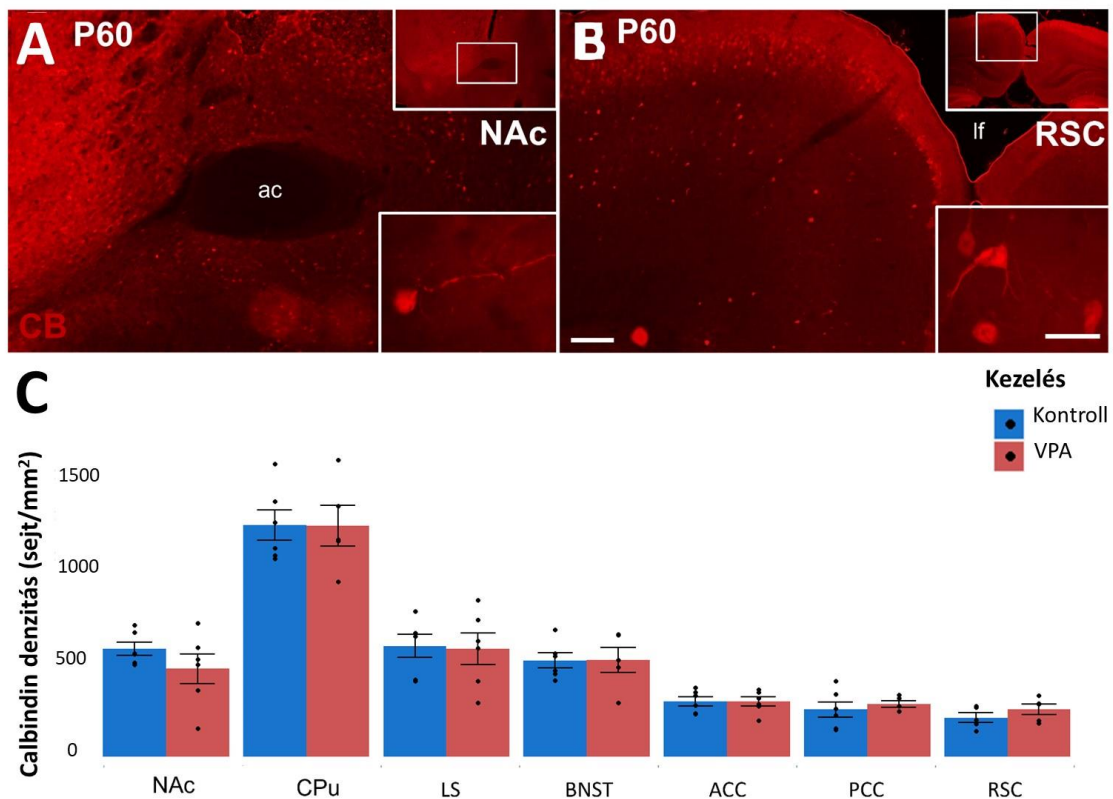 A P60
NAc
ac
CB
B P60
lf
RSC
C
Kezelés
Kontroll
VPA
Calbindin denzitás (sejt/mm²)
1500
1000
500
0
NAc CPu LS BNST ACC PCC RSC